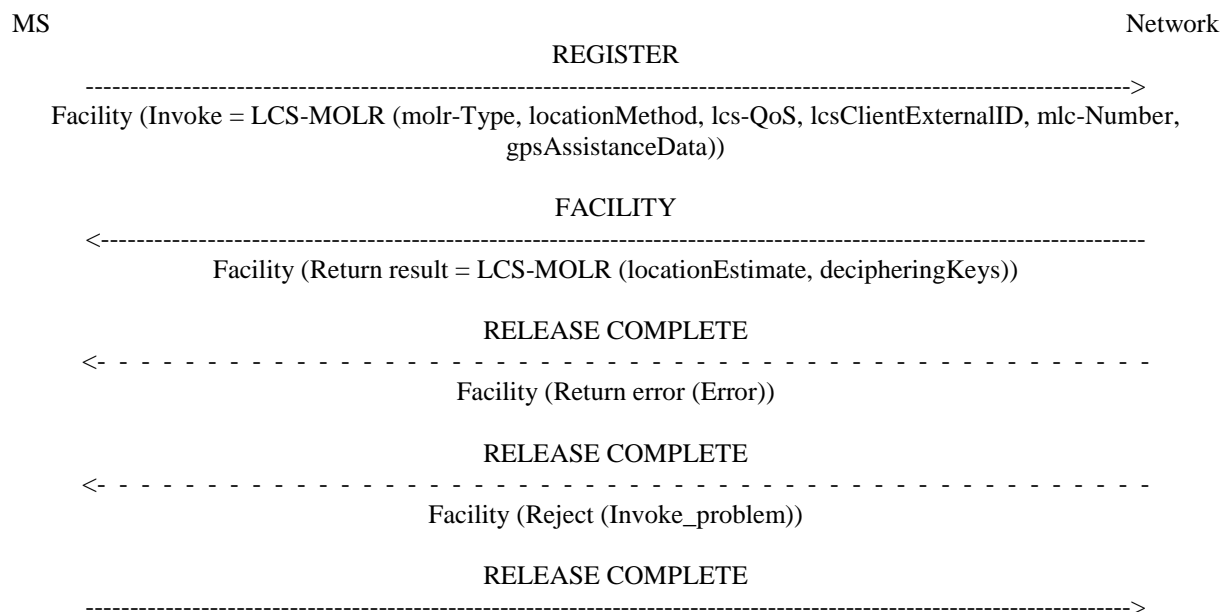 MS Network
REGISTER
------------------------------------------------------------------------------------------------------------------------>
Facility (Invoke = LCS-MOLR (molr-Type, locationMethod, lcs-QoS, lcsClientExternalID, mlc-Number,
gpsAssistanceData))
FACILITY
<------------------------------------------------------------------------------------------------------------------------
Facility (Return result = LCS-MOLR (locationEstimate, decipheringKeys))
RELEASE COMPLETE
<- - - - - - - - - - - - - - - - - - - - - - - - - - - - - - - - - - - - - - - -
Facility (Return error (Error))
RELEASE COMPLETE
<- - - - - - - - - - - - - - - - - - - - - - - - - - - - - - - - - - - - - - - -
Facility (Reject (Invoke_problem))
RELEASE COMPLETE
------------------------------------------------------------------------------------------------------------------------>